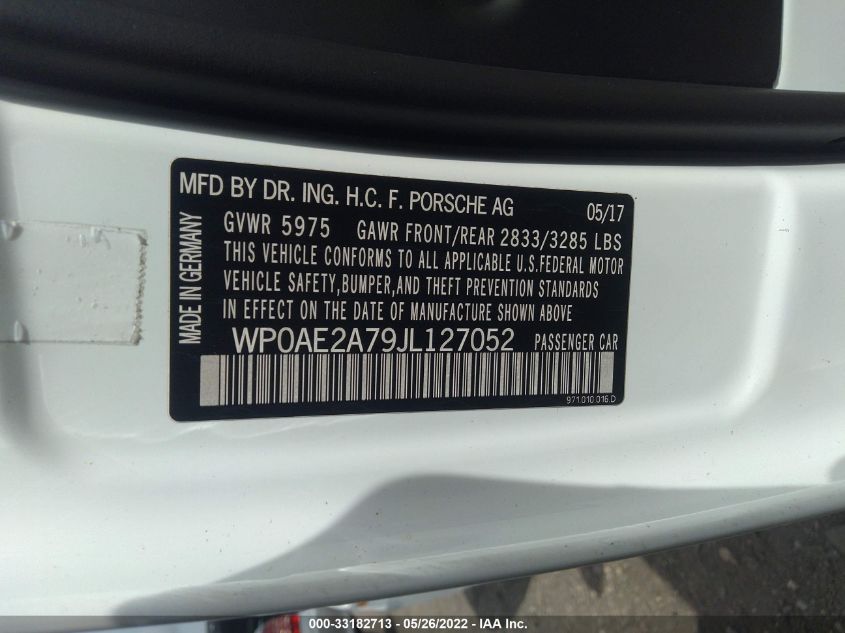 MFD BY DR. ING. H.C. F. PORSCHE AG 05/17
MADE IN GERMANY
GVWR 5975 GAWR FRONT/REAR 2833/3285 LBS
THIS VEHICLE CONFORMS TO ALL APPLICABLE U.S.FEDERAL MOTOR
VEHICLE SAFETY,BUMPER,AND THEFT PREVENTION STANDARDS
IN EFFECT ON THE DATE OF MANUFACTURE SHOWN ABOVE
WP0AE2A79JL127052 PASSENGER CAR
971.010.016.D
000-33182713 - 05/26/2022 - IAA Inc.